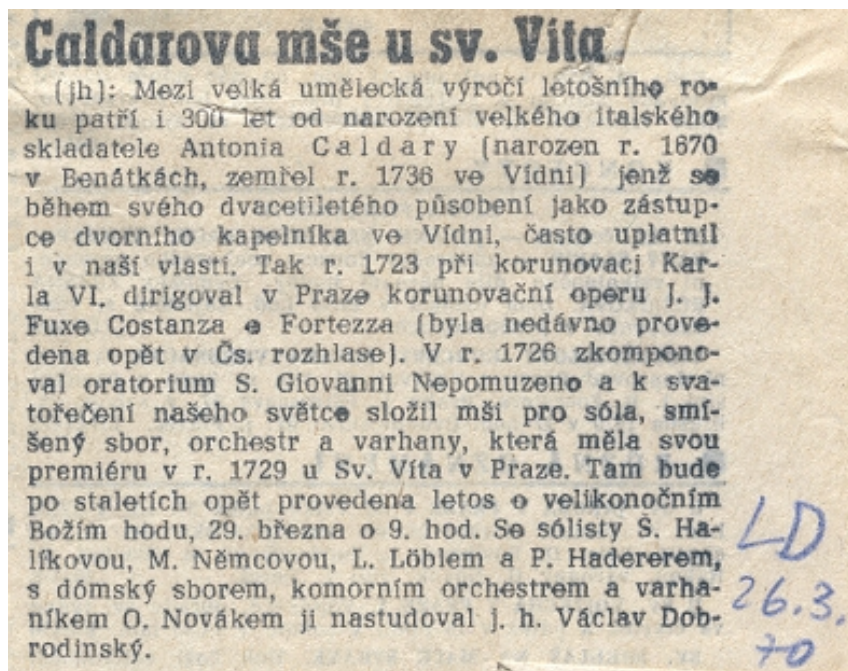 Caldarova mše u sv. Víta
(jh): Mezi velká umělecká výročí letošního ro-
ku patří i 300 let od narození velkého italského
skladatele Antonia Caldary (narozen r. 1670
v Benátkách, zemřel r. 1736 ve Vídni) jenž se
během svého dvacetiletého působení jako zástup-
ce dvorního kapelníka ve Vídni, často uplatnil
i v naší vlasti. Tak r. 1723 při korunovaci Kar-
la VI. dirigoval v Praze korunovační operu J. J.
Fuxe Costanza e Fortezza (byla nedávno prove-
dena opět v Čs. rozhlase). V r. 1726 zkompono-
val oratorium S. Giovanni Nepomuzeno a k sva-
tořečení našeho světce složil mši pro sóla, smí-
šený sbor, orchestr a varhany, která měla svou
premiéru v r. 1729 u Sv. Víta v Praze. Tam bude
po staletích opět provedena letos o velikonočním
Božím hodu, 29. března o 9. hod. Se sólisty S. Ha-
líkovou, M. Němcovou, L. Löblem a P. Hadererem,
s dómský sborem, komorním orchestrem a varha-
níkem O. Novákem ji nastudoval j. h. Václav Dob-
rodinský.
LD
26.3.
70